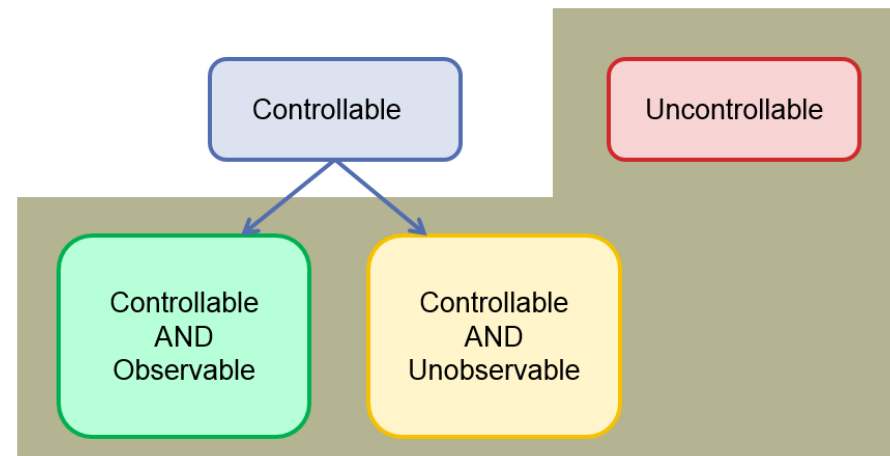 Controllable
Uncontrollable
Controllable
AND
Observable
Controllable
AND
Unobservable